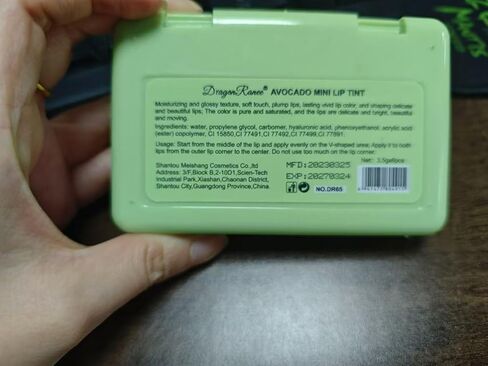 DragonRanee® AVOCADO MINI LIP TINT
Moisturizing and glossy texture, soft touch, plump lips, lasting vivid lip color; and shaping delicate
and beautiful lips; The color is pure and saturated, and the lips are delicate and bright, beautiful
and moving.
Ingredients: water, propylene glycol, carbomer, hyaluronic acid, phenoxyethanol, acrylic acid
(ester) copolymer, CI 15850,CI 77491,CI 77492,CI 77499,CI 77891.
Usage: Start from the middle of the lip and apply evenly on the V-shaped area; Apply it to both
lips from the outer lip corner to the center. Do not use too much on the lip corner.
Shantou Meishang Cosmetics Co.,ltd
Address: 3/F,Block B,2-10D1,Scien-Tech
Industrial Park,Xiashan,Chaonan District,
Shantou City,Guangdong Province,China.
MFD: 20230325
EXP: 20270324
NO.DR65
Net: 3.5g*6pcs